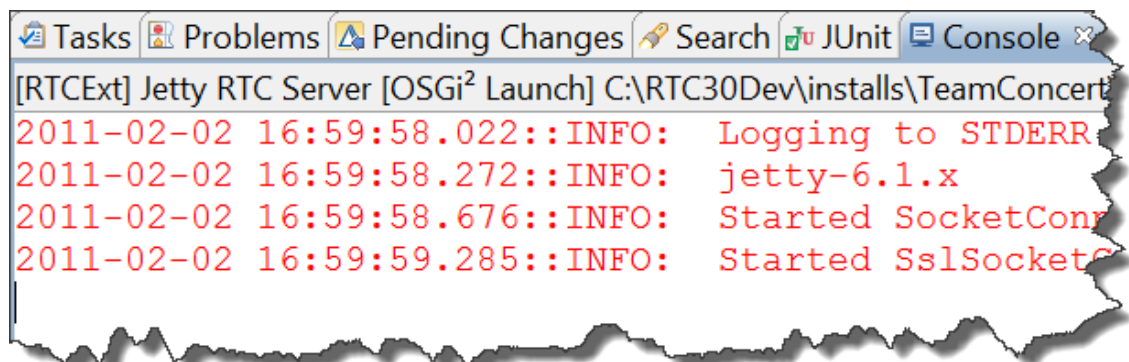 Tasks Problems Pending Changes Search JUnit Console
[RTCExt] Jetty RTC Server [OSGi² Launch] C:\RTC30Dev\installs\TeamConcert
2011-02-02 16:59:58.022::INFO:  Logging to STDERR
2011-02-02 16:59:58.272::INFO:  jetty-6.1.x
2011-02-02 16:59:58.676::INFO:  Started
2011-02-02 16:59:59.285::INFO:  Started